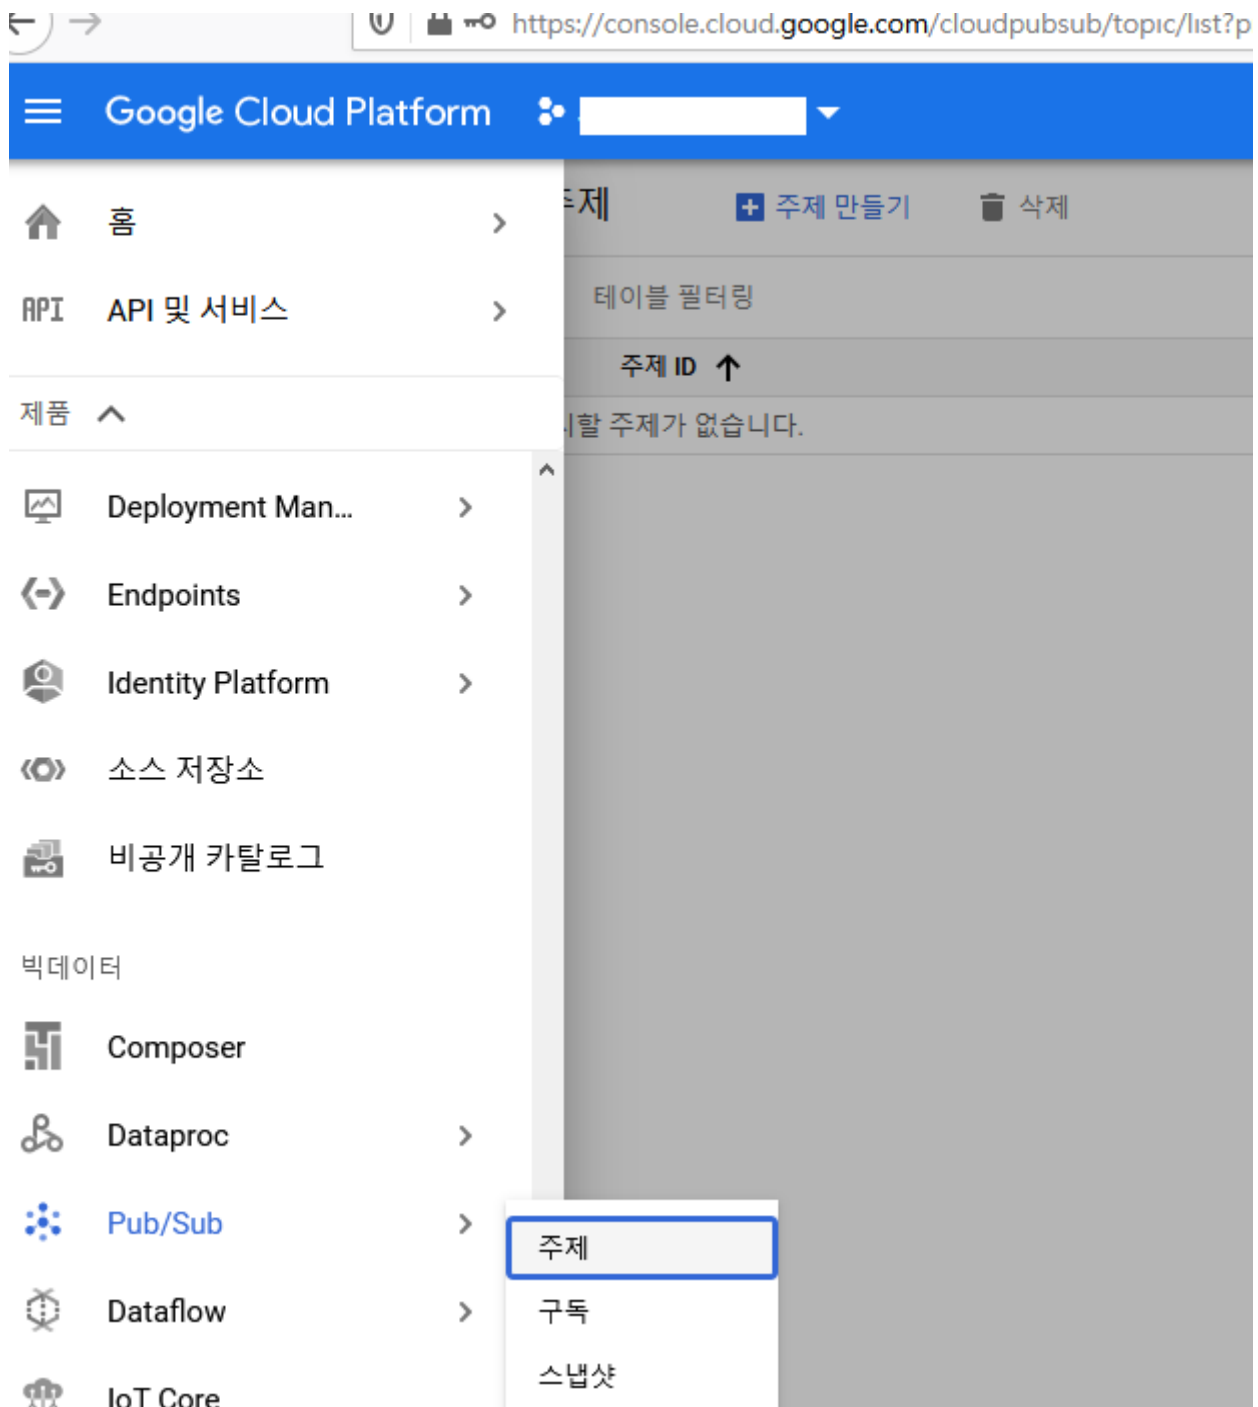 https://console.cloud.google.com/cloudpubsub/topic/list?p
Google Cloud Platform
홈
API API 및 서비스
제품
Deployment Man...
Endpoints
Identity Platform
소스 저장소
비공개 카탈로그
빅데이터
Composer
Dataproc
Pub/Sub
Dataflow
IoT Core
주제
구독
스냅샷
제 주제 만들기 삭제
테이블 필터링
주제 ID
할 주제가 없습니다.